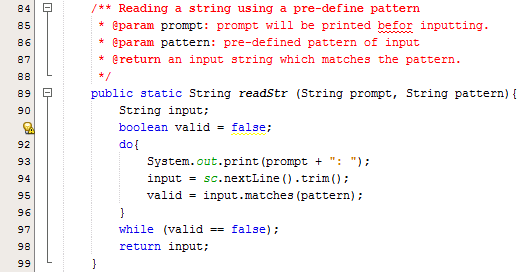 84 /** Reading a string using a pre-define pattern
85 * @param prompt: prompt will be printed befor inputting.
86 * @param pattern: pre-defined pattern of input
87 * @return an input string which matches the pattern.
88 */
89 public static String readStr (String prompt, String pattern){
90 String input;
boolean valid = false;
92 do{
93 System.out.print(prompt + ": ");
94 input = sc.nextLine().trim();
95 valid = input.matches(pattern);
96 }
97 while (valid == false);
98 return input;
99 }